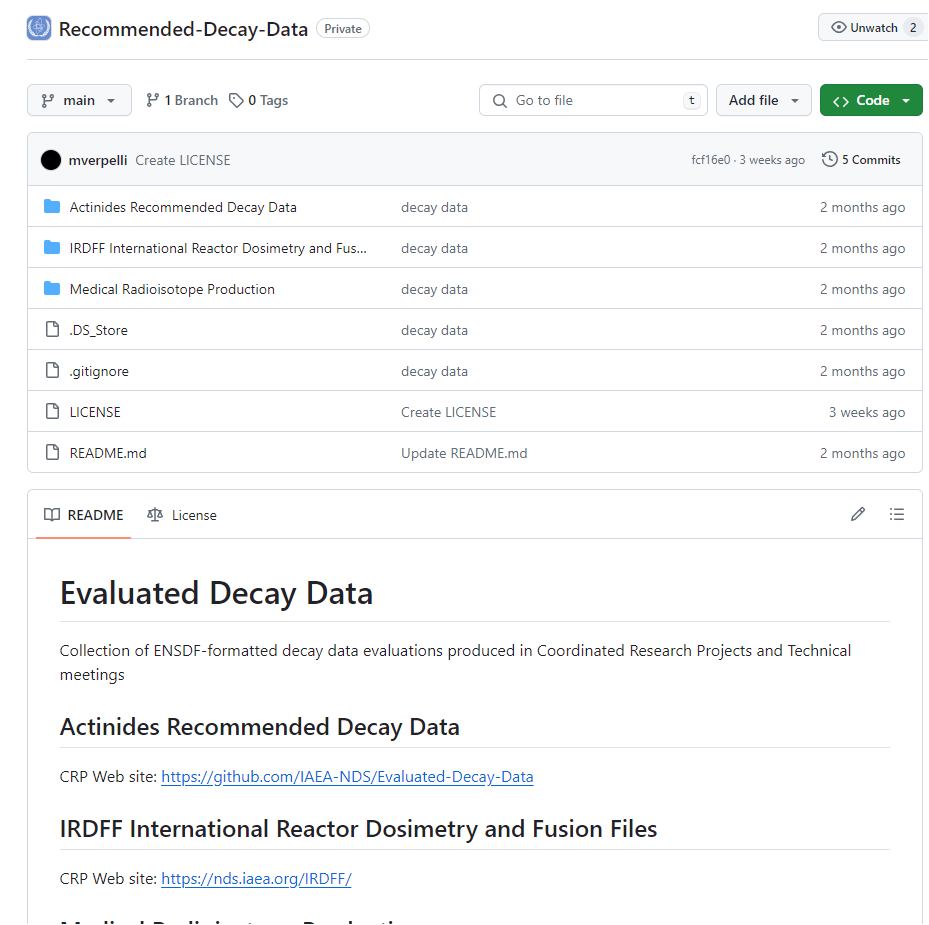 Recommended-Decay-Data Private Unwatch 2
main 1 Branch 0 Tags Go to file t Add file Code
mverpelli Create LICENSE fcf16e0 · 3 weeks ago 5 Commits
Actinides Recommended Decay Data decay data 2 months ago
IRDFF International Reactor Dosimetry and Fus... decay data 2 months ago
Medical Radioisotope Production decay data 2 months ago
.DS_Store decay data 2 months ago
.gitignore decay data 2 months ago
LICENSE Create LICENSE 3 weeks ago
README.md Update README.md 2 months ago
README License
Evaluated Decay Data
Collection of ENSDF-formatted decay data evaluations produced in Coordinated Research Projects and Technical
meetings
Actinides Recommended Decay Data
CRP Web site: https://github.com/IAEA-NDS/Evaluated-Decay-Data
IRDFF International Reactor Dosimetry and Fusion Files
CRP Web site: https://nds.iaea.org/IRDFF/